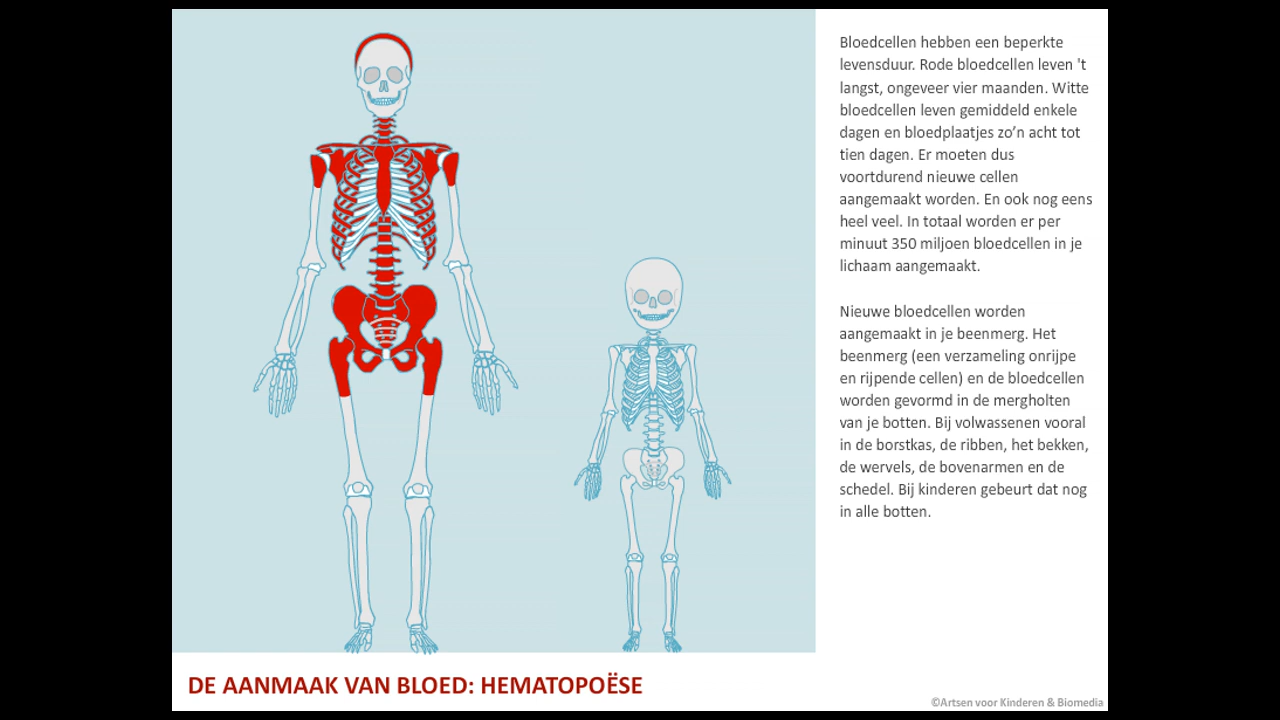 Bloedcellen hebben een beperkte
levensduur. Rode bloedcellen leven 't
langst, ongeveer vier maanden. Witte
bloedcellen leven gemiddeld enkele
dagen en bloedplaatjes zo’n acht tot
tien dagen. Er moeten dus
voortdurend nieuwe cellen
aangemaakt worden. En ook nog eens
heel veel. In totaal worden er per
minuut 350 miljoen bloedcellen in je
lichaam aangemaakt.
Nieuwe bloedcellen worden
aangemaakt in je beenmerg. Het
beenmerg (een verzameling onrijpe
en rijpende cellen) en de bloedcellen
worden gevormd in de mergholten
van je botten. Bij volwassenen vooral
in de borstkas, de ribben, het bekken,
de wervels, de bovenarmen en de
schedel. Bij kinderen gebeurt dat nog
in alle botten.
DE AANMAAK VAN BLOED: HEMATOPOËSE
©Artsen voor Kinderen & Biomedia